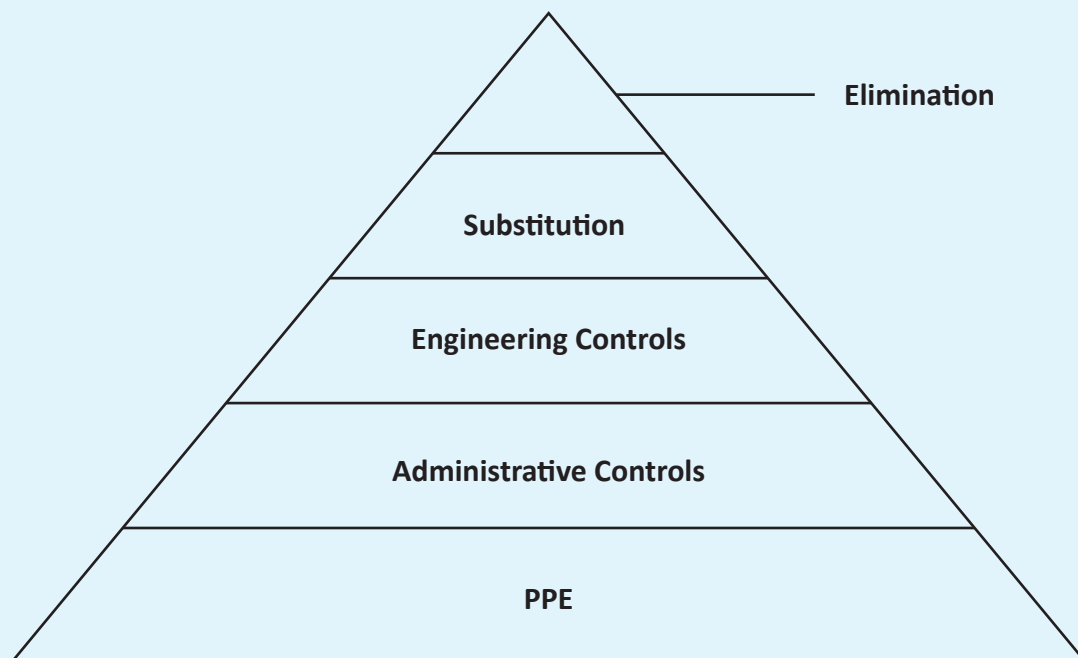 Elimination
Substitution
Engineering Controls
Administrative Controls
PPE